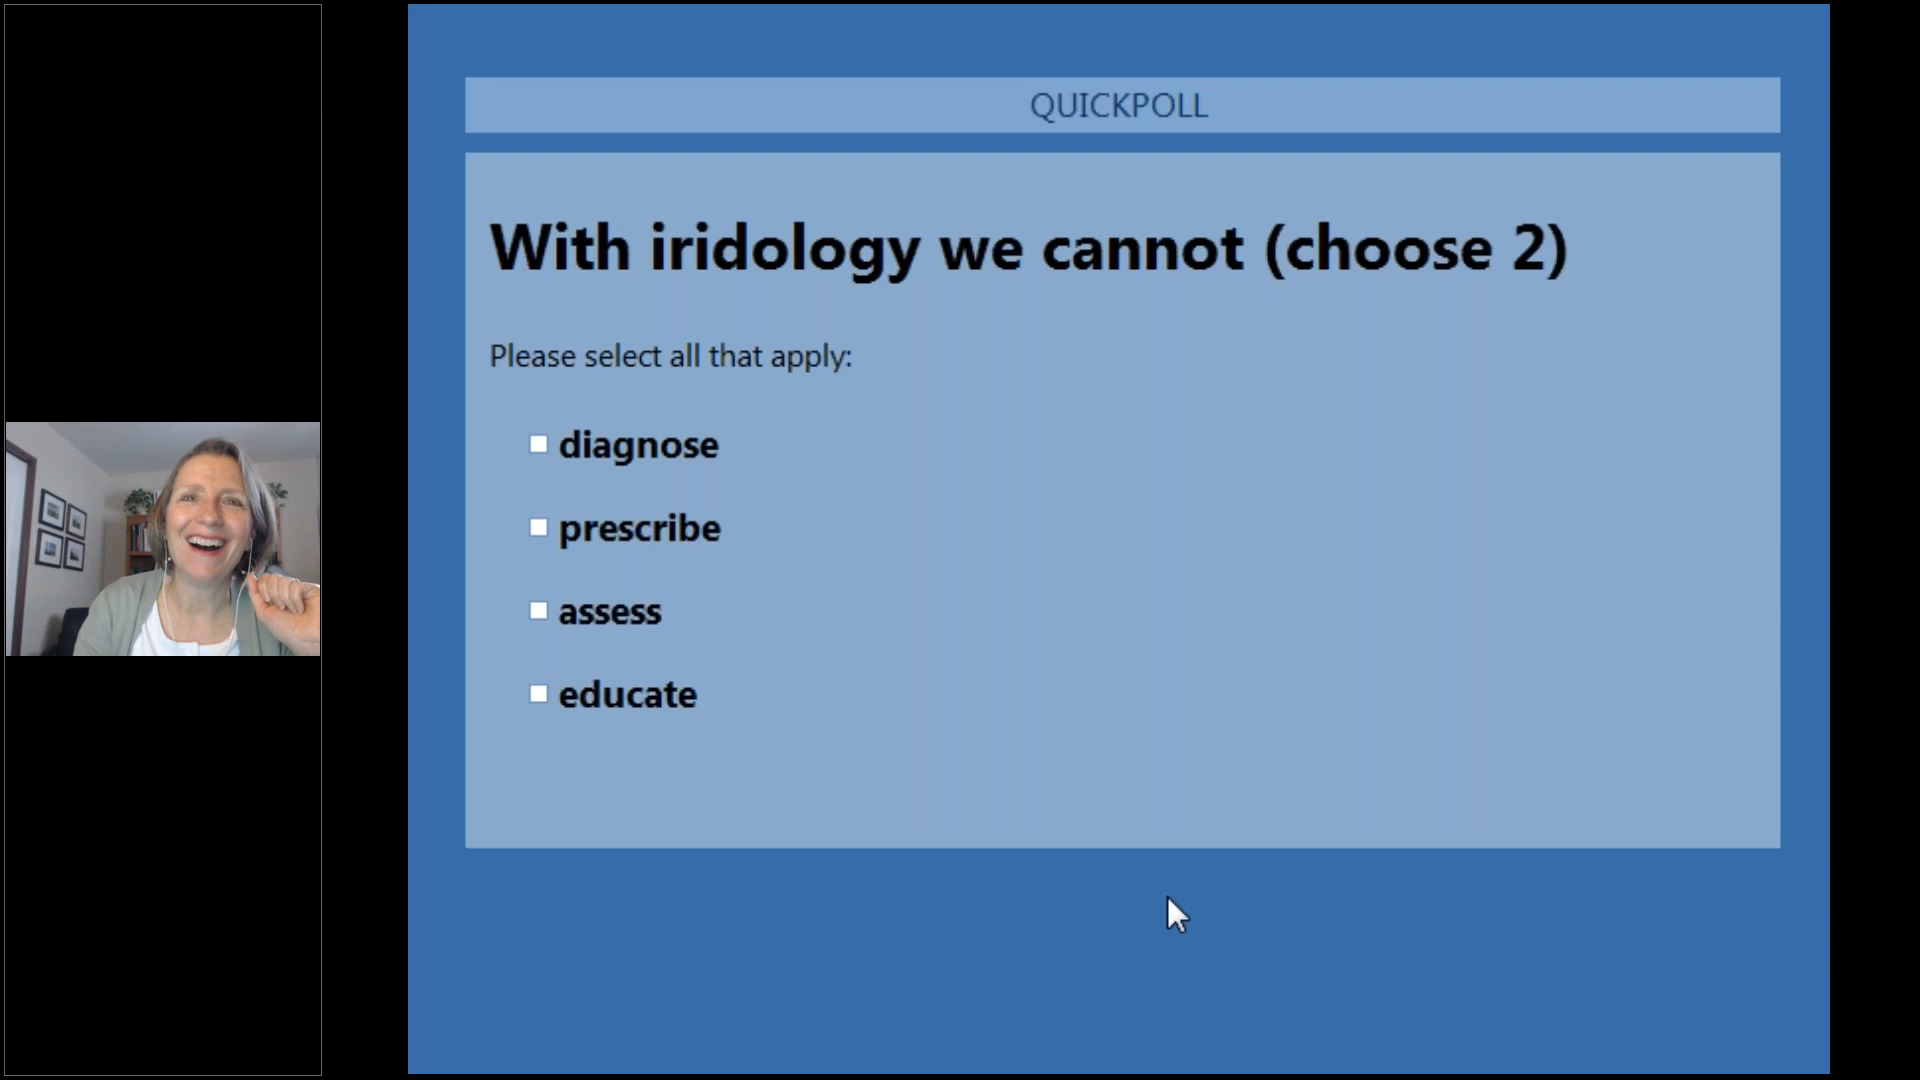 QUICKPOLL
With iridology we cannot (choose 2)
Please select all that apply:
diagnose
prescribe
assess
educate